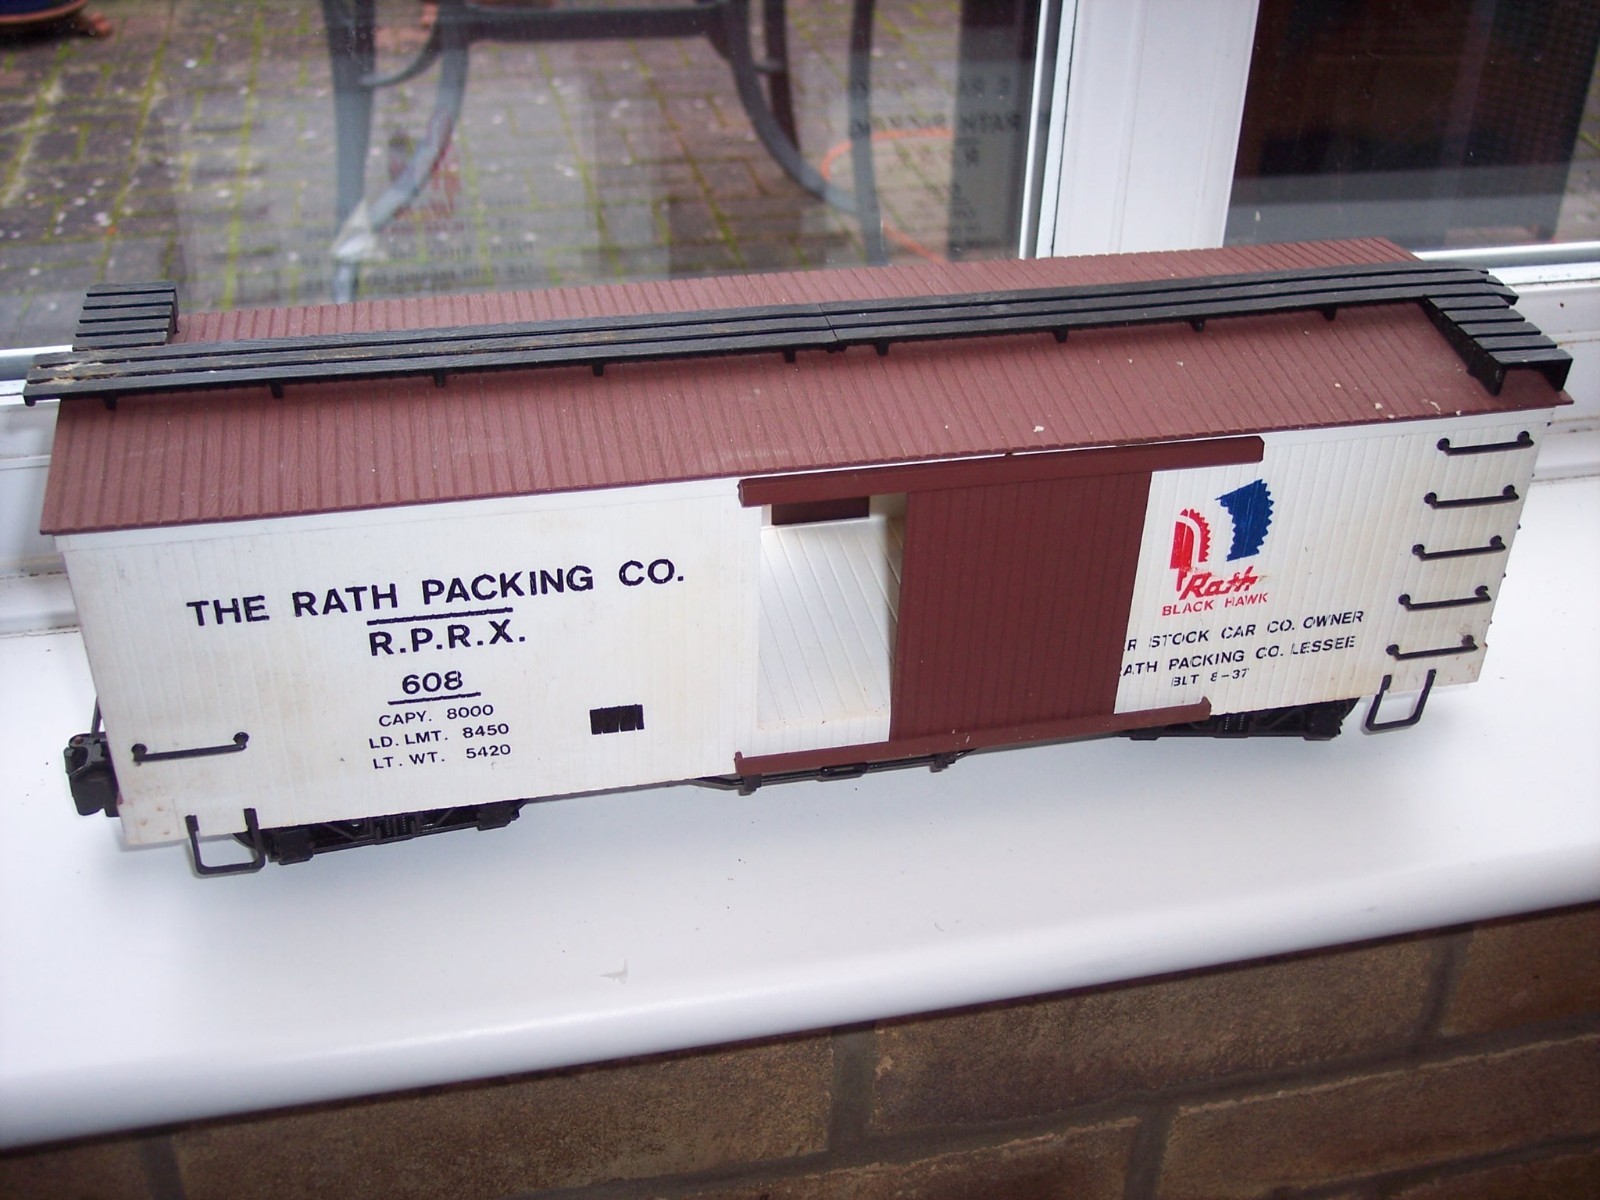 THE RATH PACKING CO.
R.P.R.X.
608
CAPY. 8000
LD. LMT. 8450
LT. WT. 5420
Rath
BLACK HAWK
R STOCK CAR CO. OWNER
ATH PACKING CO. LESSEE
BLT 8-37